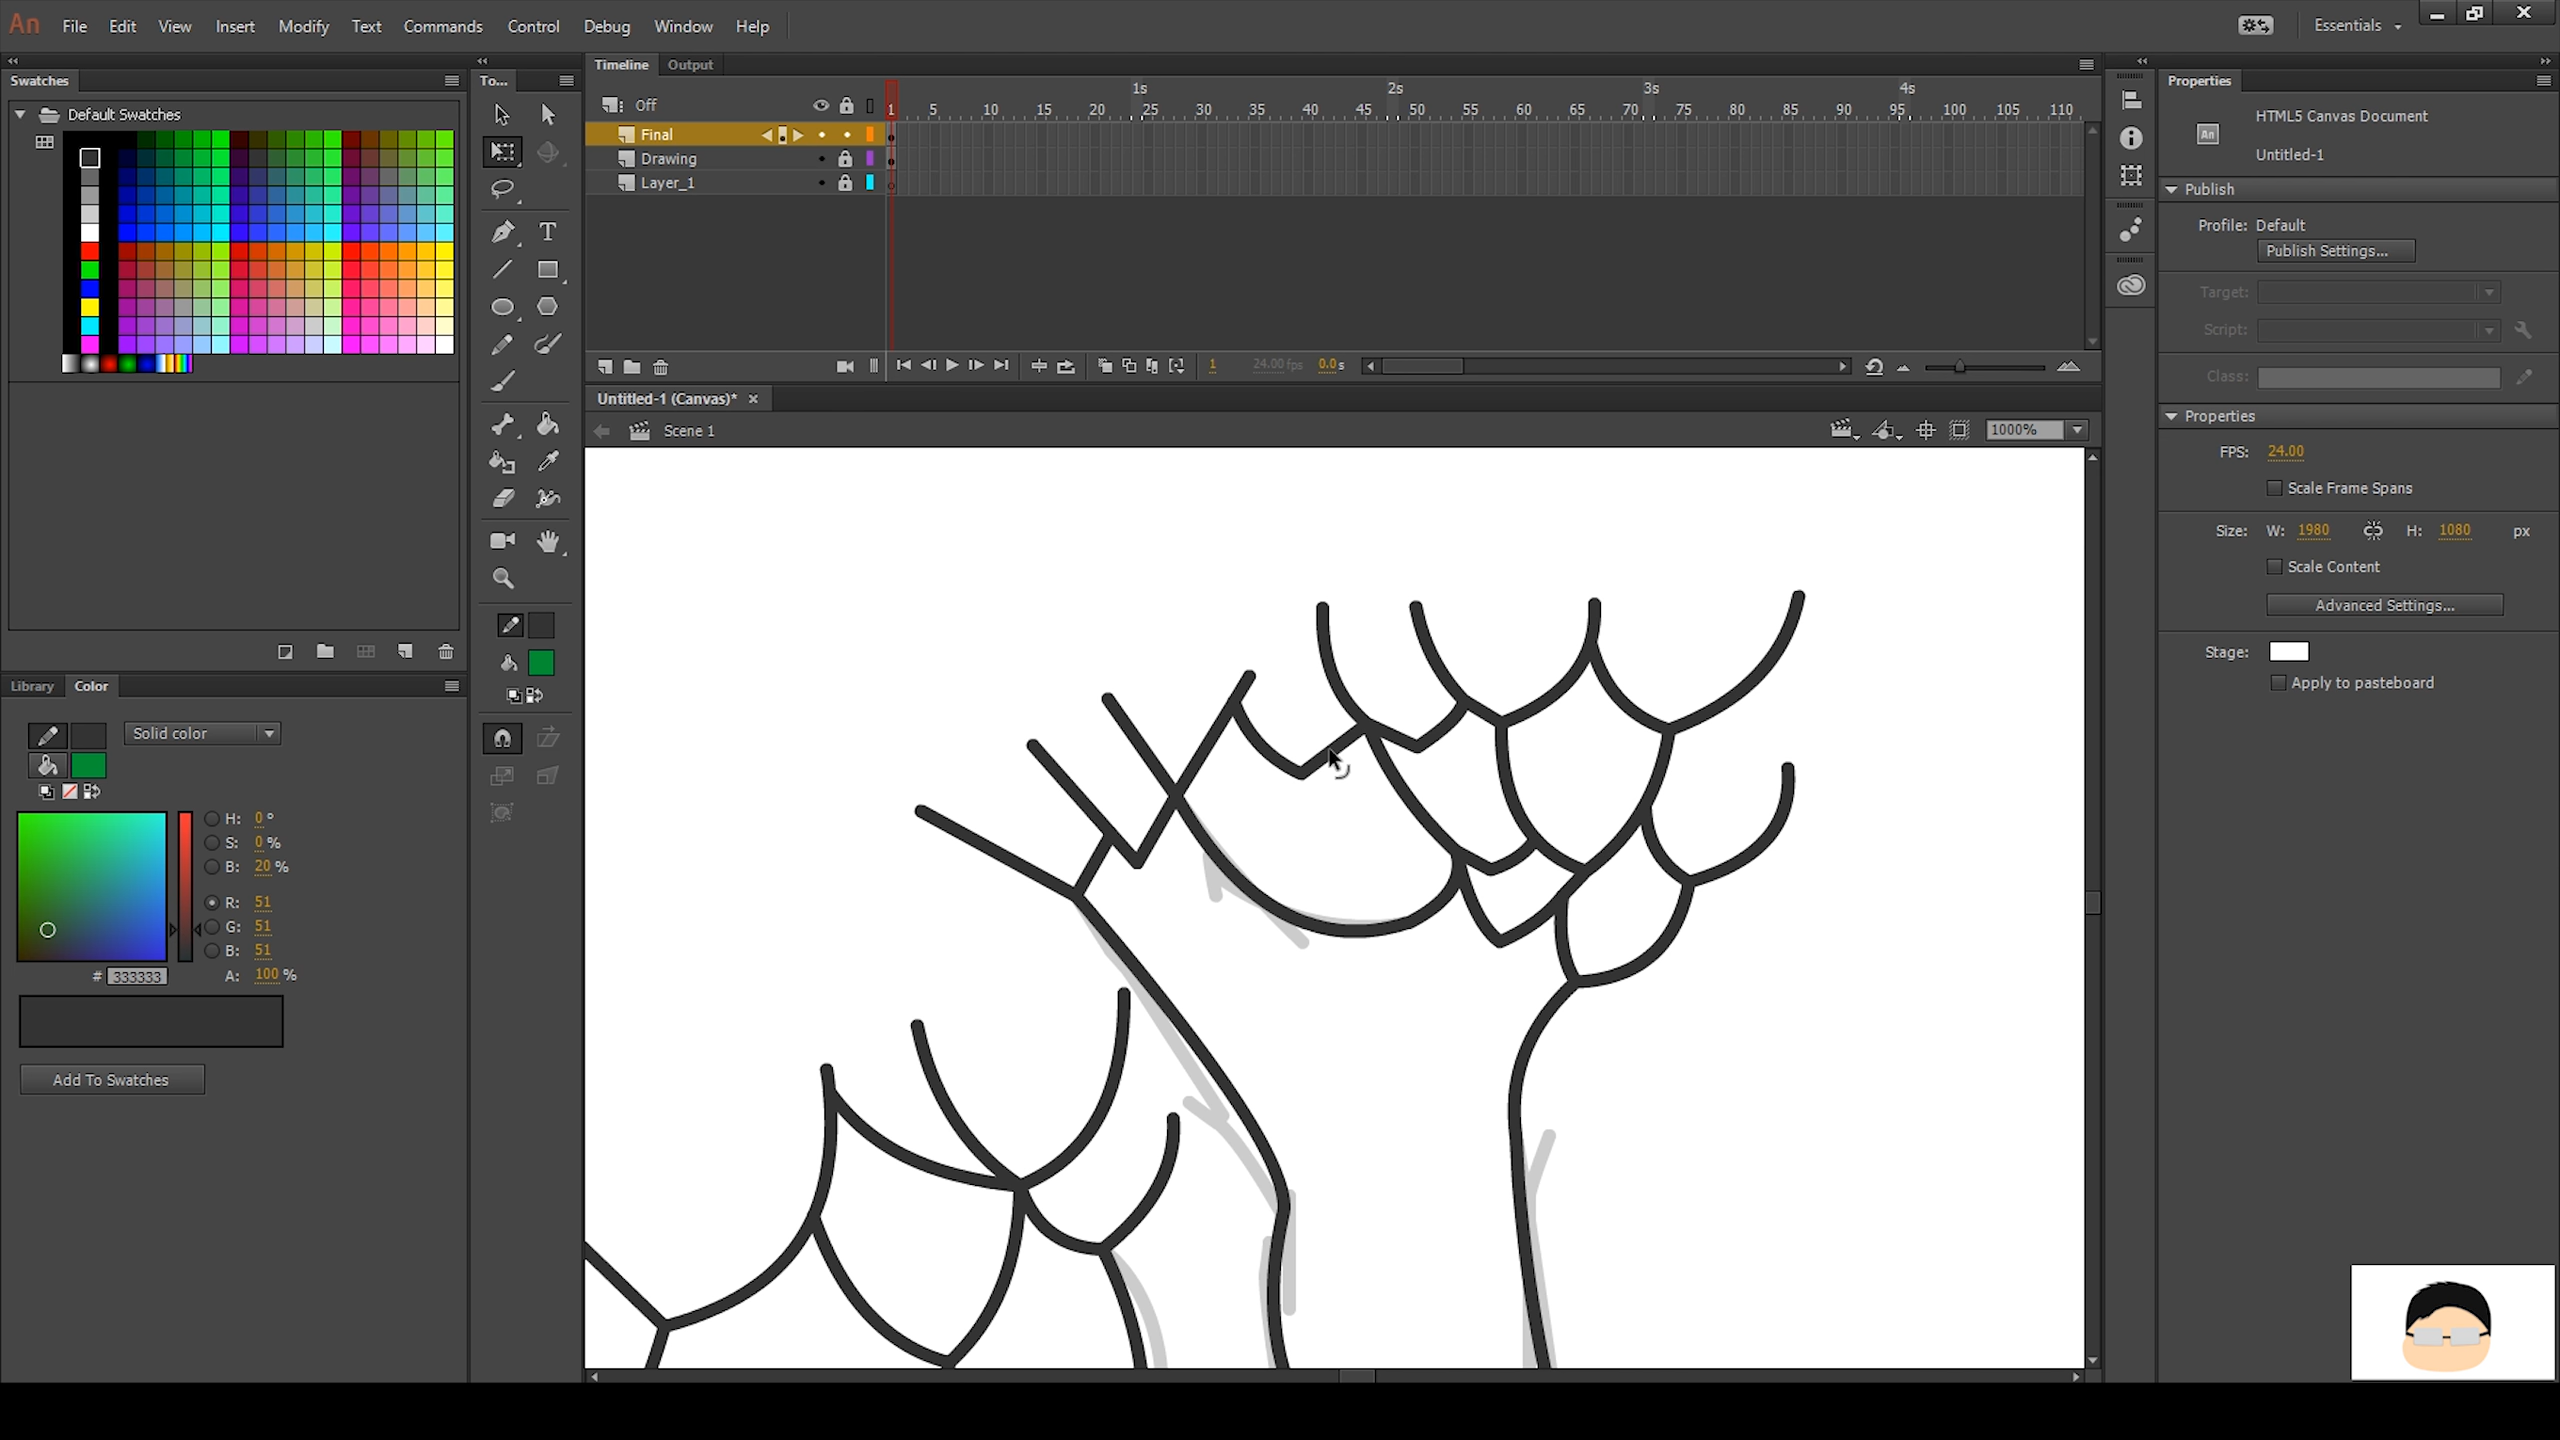 An File Edit View Insert Modify Text Commands Control Debug Window Help Essentials
Swatches To... Timeline Output Properties
Default Swatches
Off
1s 2s 3s 4s
1 5 10 15 20 25 30 35 40 45 50 55 60 65 70 75 80 85 90 95 100 105 110
Final
Drawing
Layer_1
1 24.00 fps 0.0 s
Untitled-1 (Canvas)*
Scene 1
1000%
T
Library Color
Solid color
H: 0 °
S: 0 %
B: 20 %
R: 51
G: 51
B: 51
# 333333
A: 100 %
Add To Swatches
An
HTML5 Canvas Document
Untitled-1
Publish
Profile: Default
Publish Settings...
Target:
Script:
Class:
Properties
FPS: 24.00
Scale Frame Spans
Size: W: 1980 H: 1080 px
Scale Content
Advanced Settings...
Stage:
Apply to pasteboard